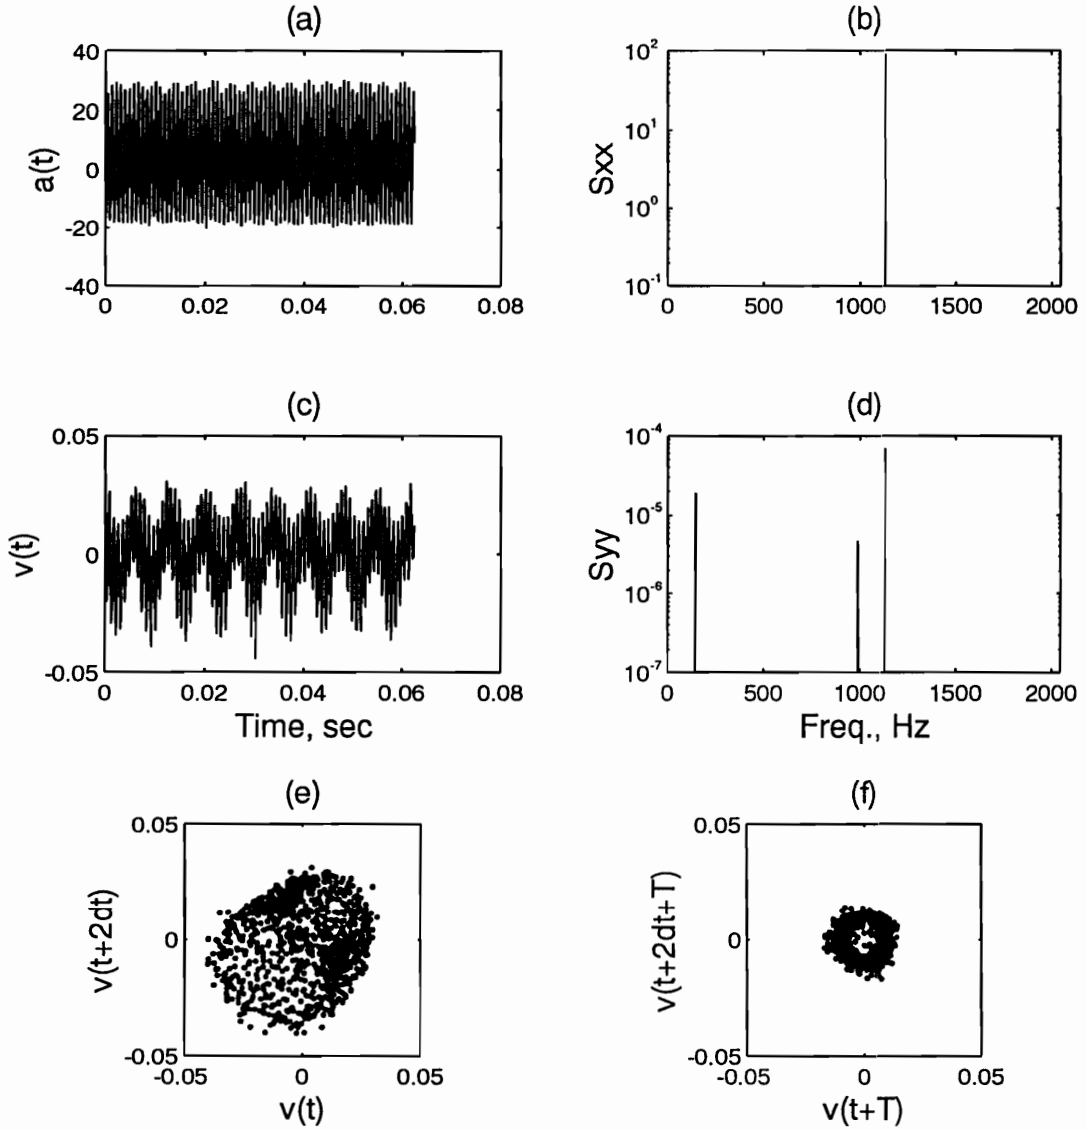 (a)
40
20
0
-20
-40
a(t)
0 0.02 0.04 0.06 0.08
(b)
10^2
10^1
10^0
10^-1
Sxx
0 500 1000 1500 2000
(c)
0.05
0
-0.05
v(t)
0 0.02 0.04 0.06 0.08
Time, sec
(d)
10^-4
10^-5
10^-6
10^-7
Syy
0 500 1000 1500 2000
Freq., Hz
(e)
0.05
0
-0.05
v(t+2dt)
-0.05 0 0.05
v(t)
(f)
0.05
0
-0.05
v(t+2dt+T)
-0.05 0 0.05
v(t+T)